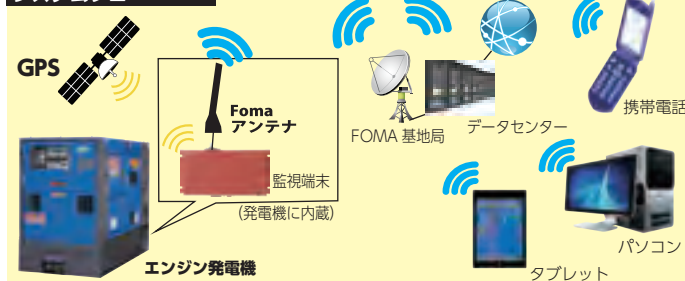 GPS
Foma
アンテナ
監視端末
(発電機に内蔵)
エンジン発電機
FOMA 基地局
データセンター
携帯電話
タブレット
パソコン